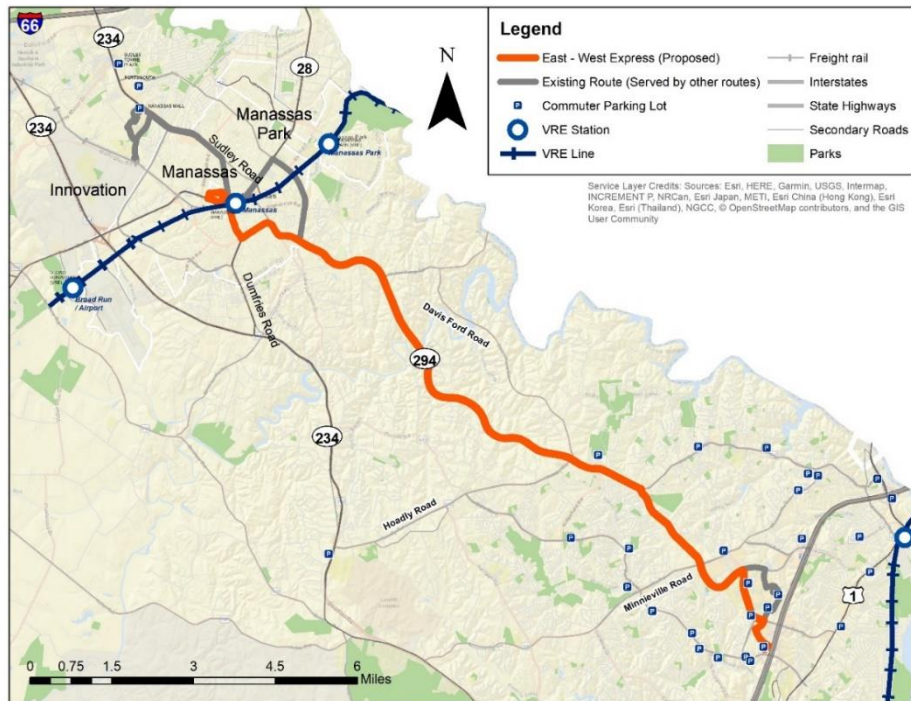 66
234
28
N
234
Manassas
Park
Sudley Road
MANASSAS MALL
Manassas Park
Innovation
Manassas
Manassas
Broad Run
/ Airport
Dumfries Road
Davis Ford Road
294
234
Hoadly Road
Minnieville Road
1
0 0.75 1.5 3 4.5 6
Miles
Legend
East - West Express (Proposed)
Existing Route (Served by other routes)
Commuter Parking Lot
VRE Station
VRE Line
Freight rail
Interstates
State Highways
Secondary Roads
Parks
Service Layer Credits: Sources: Esri, HERE, Garmin, USGS, Intermap,
INCREMENT P, NRCan, Esri Japan, METI, Esri China (Hong Kong), Esri
Korea, Esri (Thailand), NGCC, © OpenStreetMap contributors, and the GIS
User Community